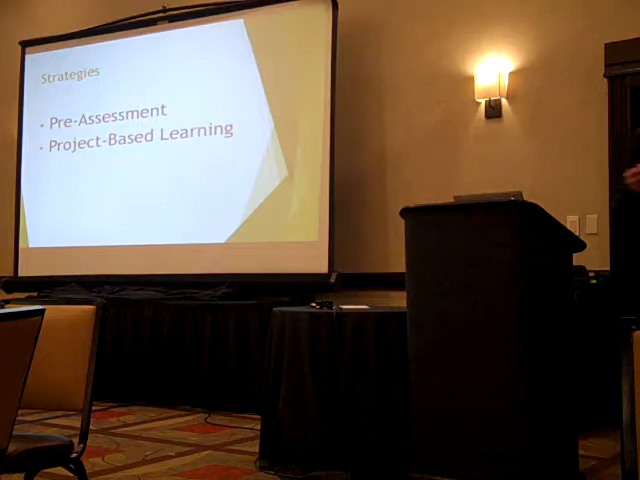 Strategies
• Pre-Assessment
• Project-Based Learning